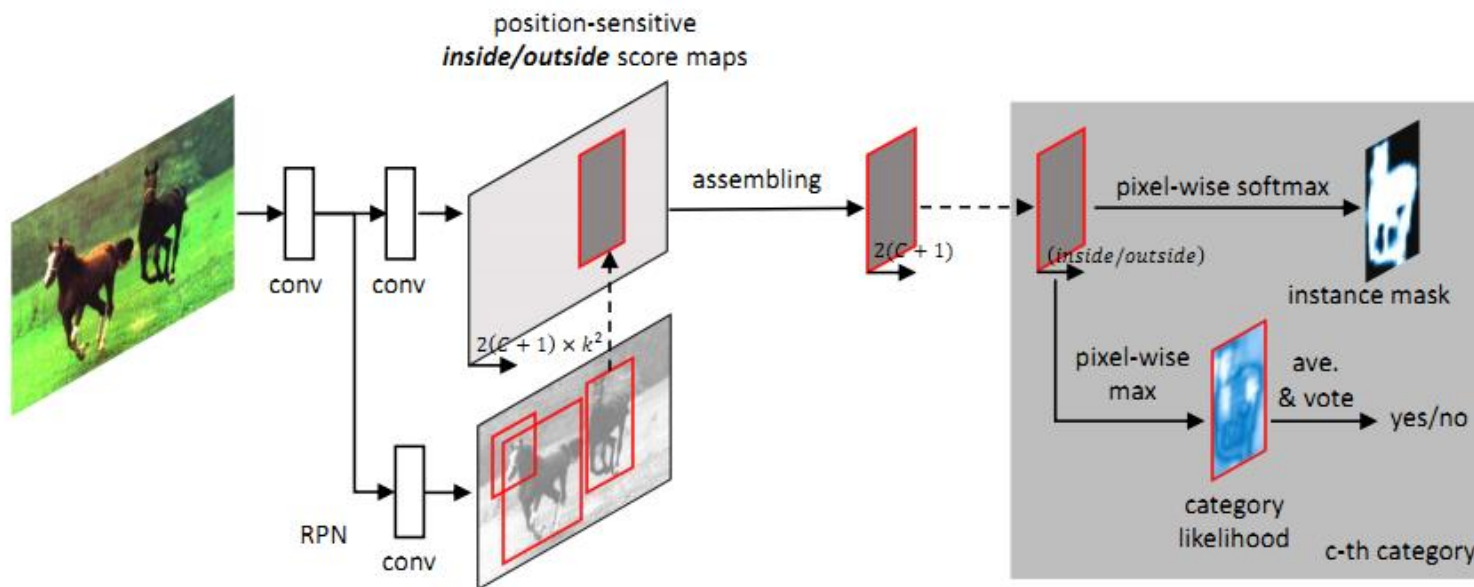 position-sensitive
inside/outside score maps
conv
conv
assembling
2(C + 1)
(inside/outside)
pixel-wise softmax
instance mask
2(C + 1) × k²
pixel-wise
max
ave.
& vote
yes/no
RPN
conv
category
likelihood
c-th category